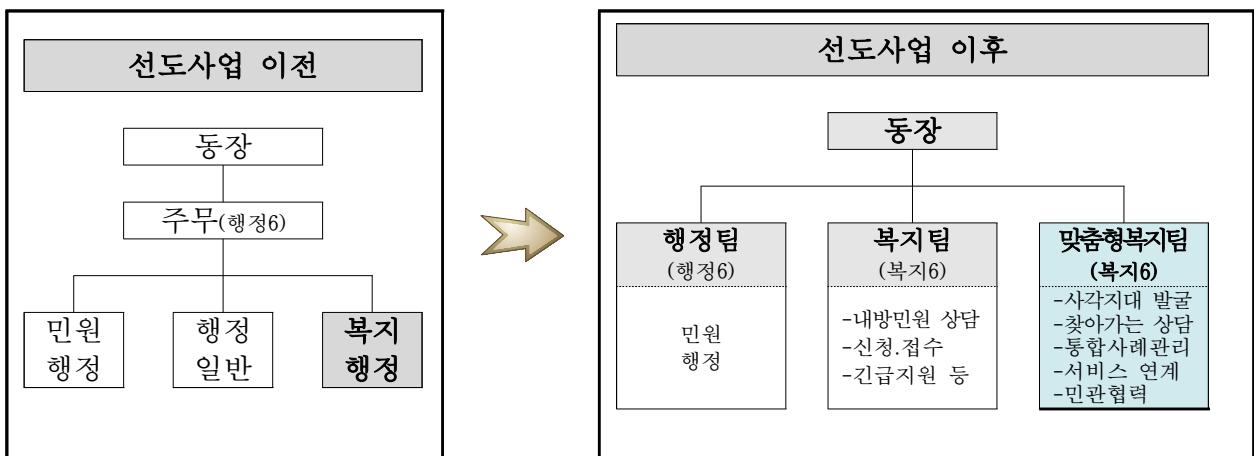 선도사업 이전
동장
주무(행정6)
민원
행정
행정
일반
복지
행정
선도사업 이후
동장
행정팀
(행정6)
민원
행정
복지팀
(복지6)
-내방민원 상담
-신청.접수
-긴급지원 등
맞춤형복지팀
(복지6)
-사각지대 발굴
-찾아가는 상담
-통합사례관리
-서비스 연계
-민관협력